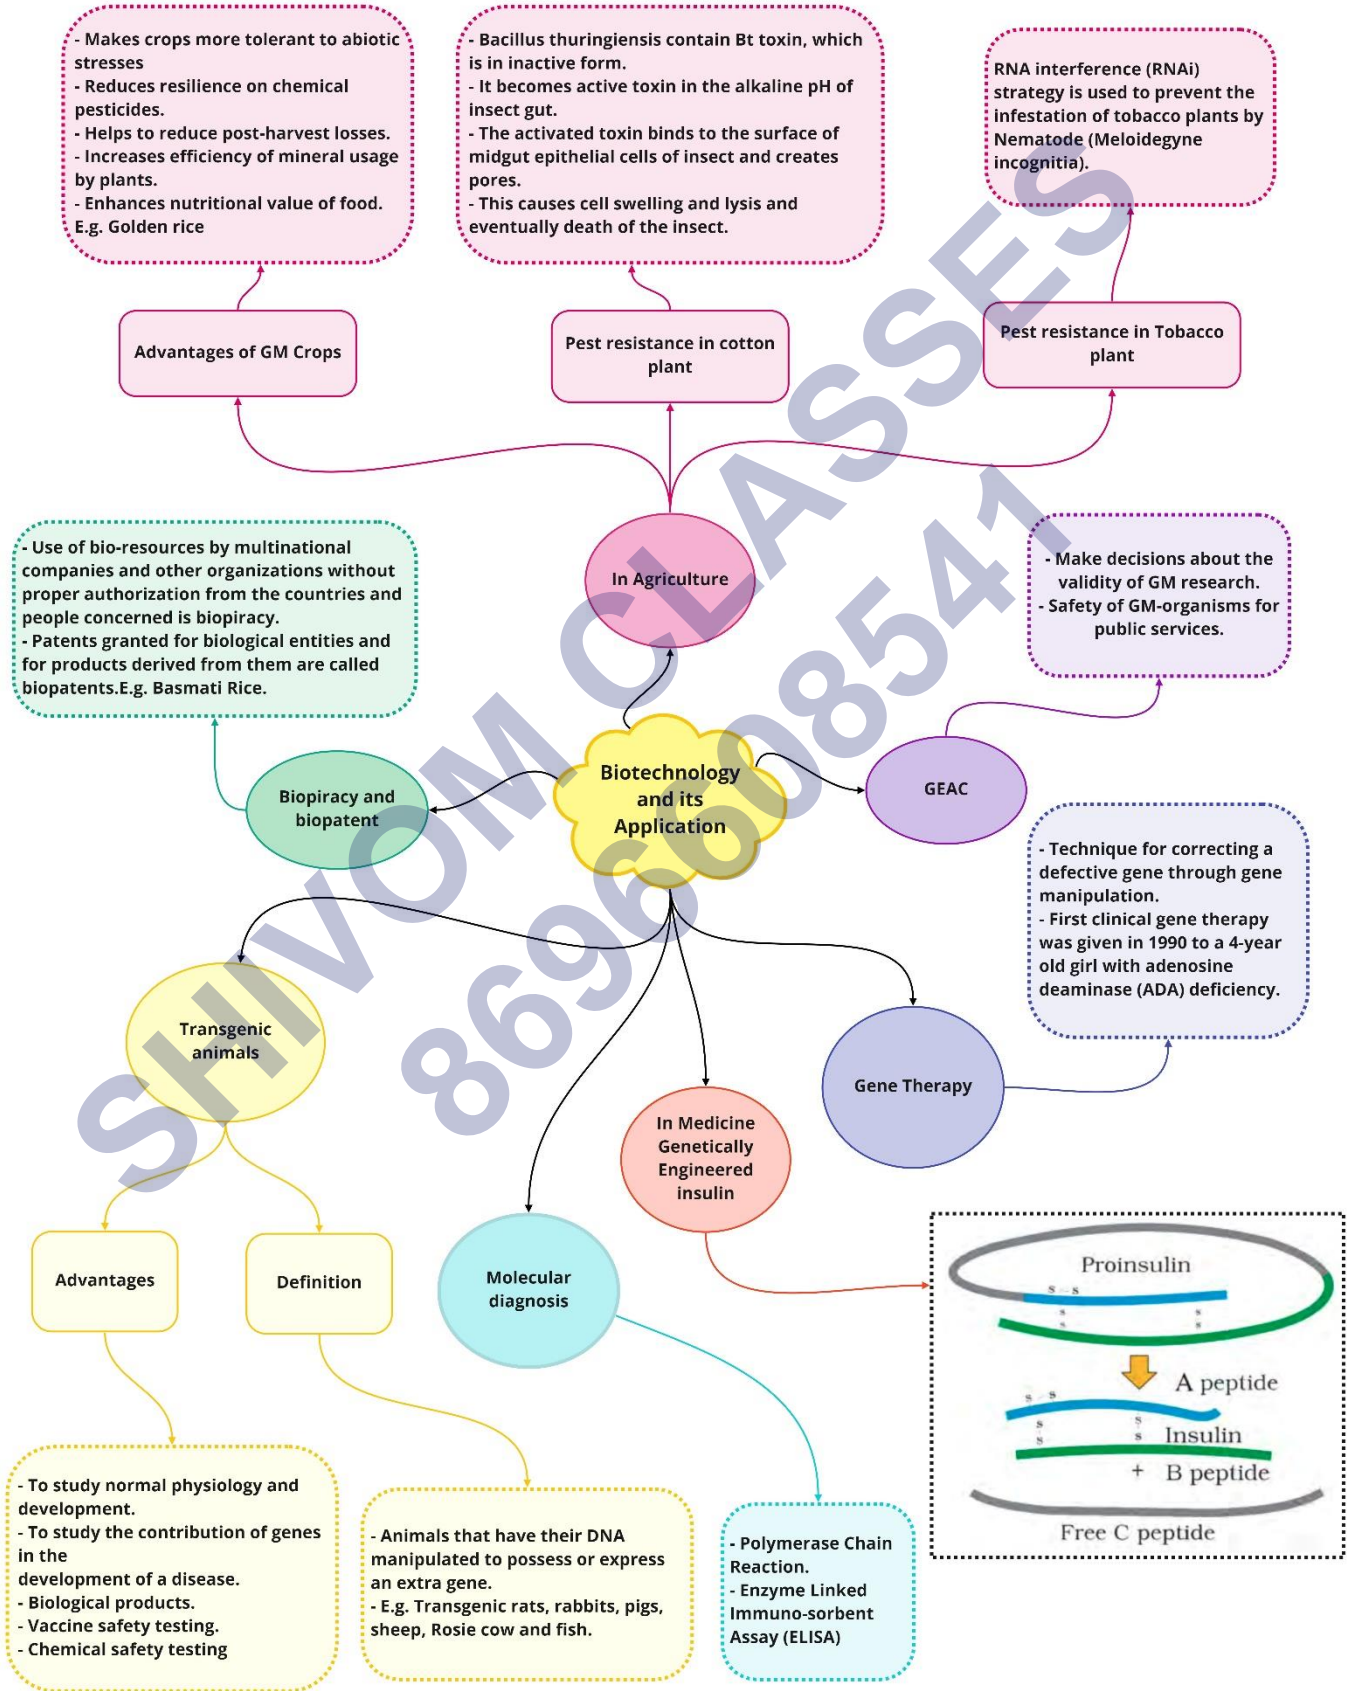 - Makes crops more tolerant to abiotic
stresses
- Reduces resilience on chemical
pesticides.
- Helps to reduce post-harvest losses.
- Increases efficiency of mineral usage
by plants.
- Enhances nutritional value of food.
E.g. Golden rice
- Bacillus thuringiensis contain Bt toxin, which
is in inactive form.
- It becomes active toxin in the alkaline pH of
insect gut.
- The activated toxin binds to the surface of
midgut epithelial cells of insect and creates
pores.
- This causes cell swelling and lysis and
eventually death of the insect.
RNA interference (RNAi)
strategy is used to prevent the
infestation of tobacco plants by
Nematode (Meloidegyne
incognitia).
Advantages of GM Crops
Pest resistance in cotton
plant
Pest resistance in Tobacco
plant
In Agriculture
- Use of bio-resources by multinational
companies and other organizations without
proper authorization from the countries and
people concerned is biopiracy.
- Patents granted for biological entities and
for products derived from them are called
biopatents.E.g. Basmati Rice.
- Make decisions about the
validity of GM research.
- Safety of GM-organisms for
public services.
Biopiracy and
biopatent
Biotechnology
and its
Application
GEAC
- Technique for correcting a
defective gene through gene
manipulation.
- First clinical gene therapy
was given in 1990 to a 4-year
old girl with adenosine
deaminase (ADA) deficiency.
Transgenic
animals
Gene Therapy
In Medicine
Genetically
Engineered
insulin
Advantages
Definition
Molecular
diagnosis
Proinsulin
s - s
s s
s s
A peptide
s - s
s s
s s
Insulin
+ B peptide
Free C peptide
- To study normal physiology and
development.
- To study the contribution of genes
in the
development of a disease.
- Biological products.
- Vaccine safety testing.
- Chemical safety testing
- Animals that have their DNA
manipulated to possess or express
an extra gene.
- E.g. Transgenic rats, rabbits, pigs,
sheep, Rosie cow and fish.
- Polymerase Chain
Reaction.
- Enzyme Linked
Immuno-sorbent
Assay (ELISA)
SHIVOM CLASSES
8696608541